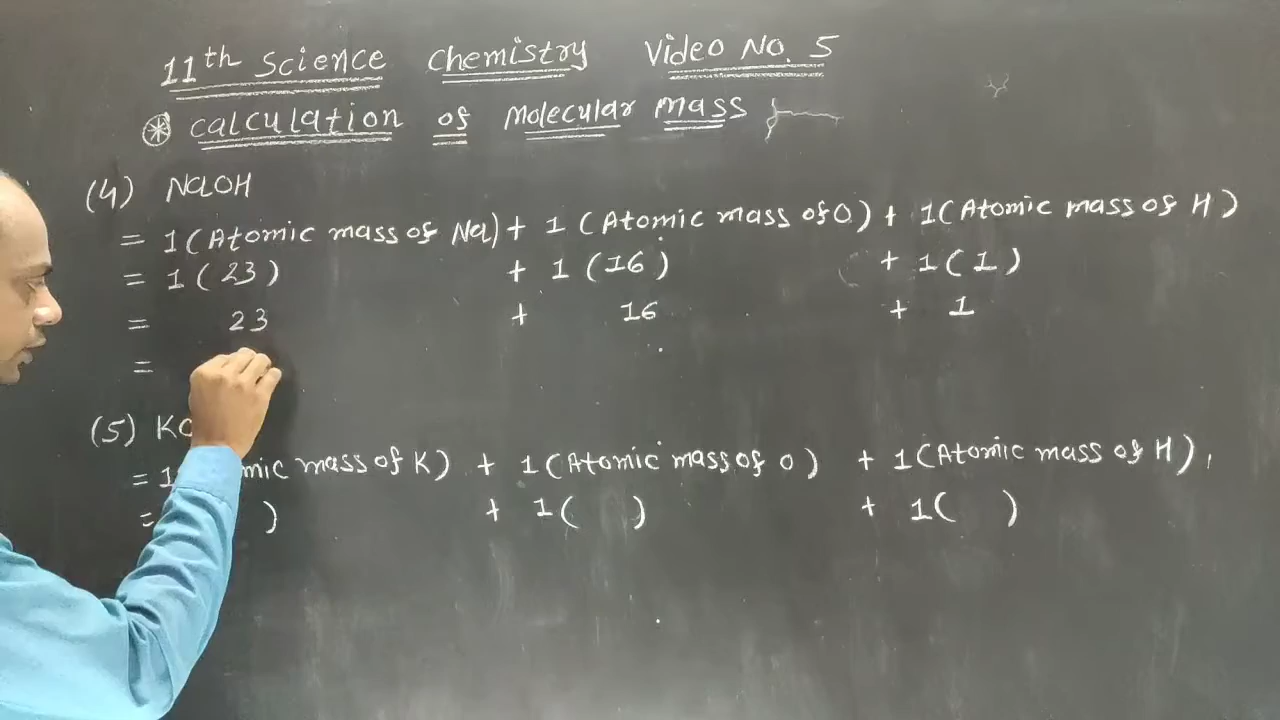 11th Science Chemistry Video No. 5
* Calculation of Molecular Mass
(4) NaOH
= 1(Atomic mass of Na) + 1(Atomic mass of O) + 1(Atomic mass of H)
= 1(23) + 1(16) + 1(1)
= 23 + 16 + 1
=
(5)
= mass of K) + 1(Atomic mass of O) + 1(Atomic mass of H),
= ) + 1( ) + 1( )